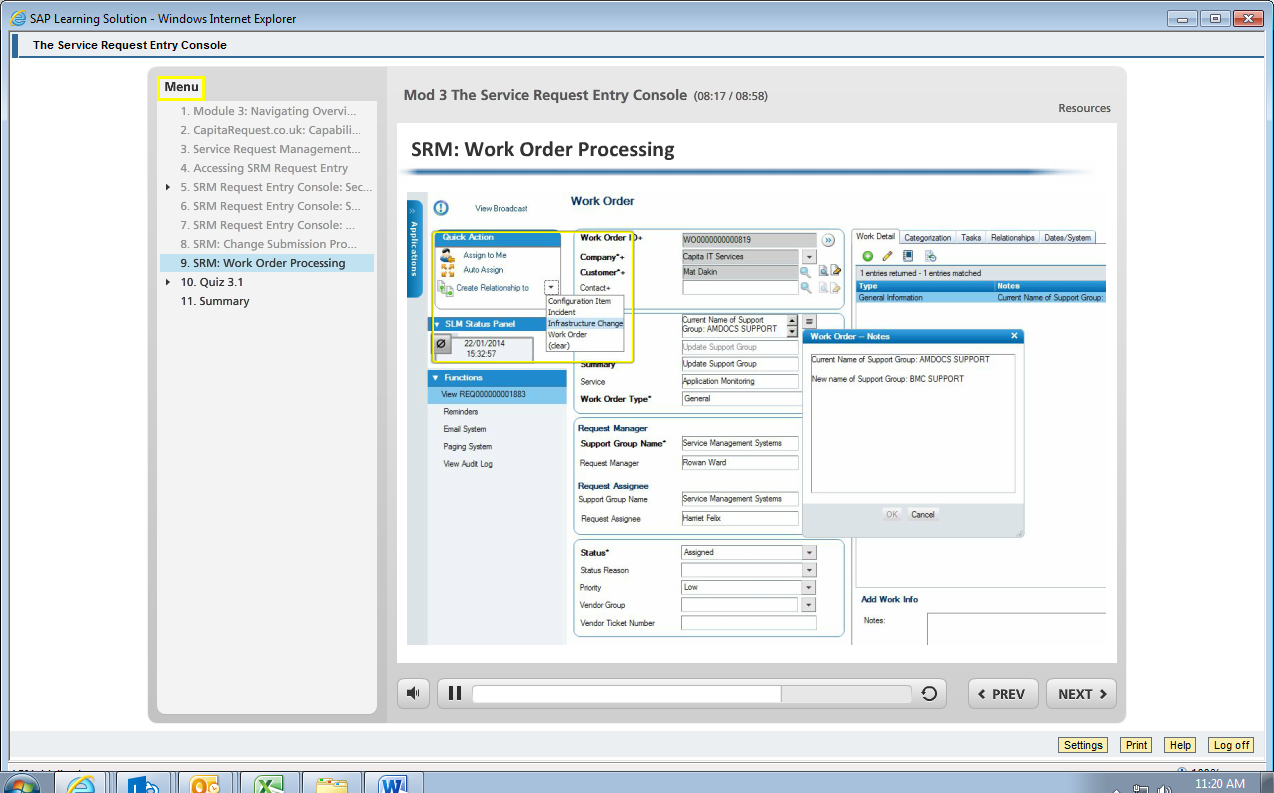 SAP Learning Solution - Windows Internet Explorer
The Service Request Entry Console
Menu
1. Module 3: Navigating Overvi...
2. CapitaRequest.co.uk: Capabili...
3. Service Request Management...
4. Accessing SRM Request Entry
5. SRM Request Entry Console: Sec...
6. SRM Request Entry Console: S...
7. SRM Request Entry Console: ...
8. SRM: Change Submission Pro...
9. SRM: Work Order Processing
10. Quiz 3.1
11. Summary
Mod 3 The Service Request Entry Console (08:17 / 08:58)
Resources
SRM: Work Order Processing
Applications
View Broadcast
Work Order
Quick Action
Assign to Me
Auto Assign
Create Relationship to
Configuration Item
Incident
Infrastructure Change
Work Order
(clear)
SLM Status Panel
22/01/2014
15:32:57
Functions
View REQ000000001883
Reminders
Email System
Paging System
View Audit Log
Work Order ID+ WO0000000000819
Company*+ Capita IT Services
Customer*+ Mat Dakin
Contact+
Current Name of Support
Group: AMDOCS SUPPORT
Update Support Group
Summary Update Support Group
Service Application Monitoring
Work Order Type* General
Request Manager
Support Group Name* Service Management Systems
Request Manager Rowan Ward
Request Assignee
Support Group Name Service Management Systems
Request Assignee Harriet Felix
Status* Assigned
Status Reason
Priority Low
Vendor Group
Vendor Ticket Number
Work Detail Categorization Tasks Relationships Dates/System
1 entries returned - 1 entries matched
Type Notes
General Information Current Name of Support Group:
Work Order -- Notes
Current Name of Support Group: AMDOCS SUPPORT
New name of Support Group: BMC SUPPORT
OK Cancel
Add Work Info
Notes:
PREV NEXT
Settings Print Help Log off
11:20 AM